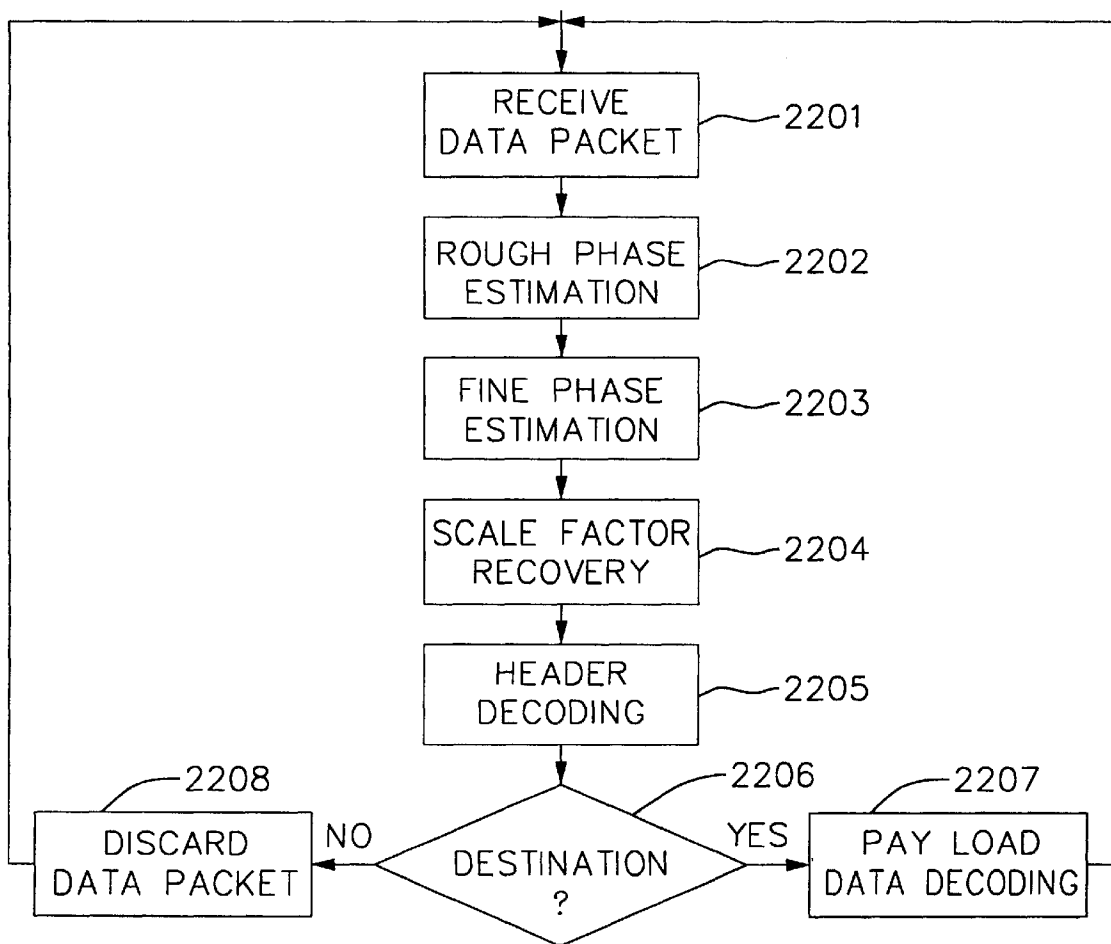 RECEIVE
DATA PACKET
2201
ROUGH PHASE
ESTIMATION
2202
FINE PHASE
ESTIMATION
2203
SCALE FACTOR
RECOVERY
2204
HEADER
DECODING
2205
2208
DISCARD
DATA PACKET
NO
2206
DESTINATION
?
YES
2207
PAY LOAD
DATA DECODING